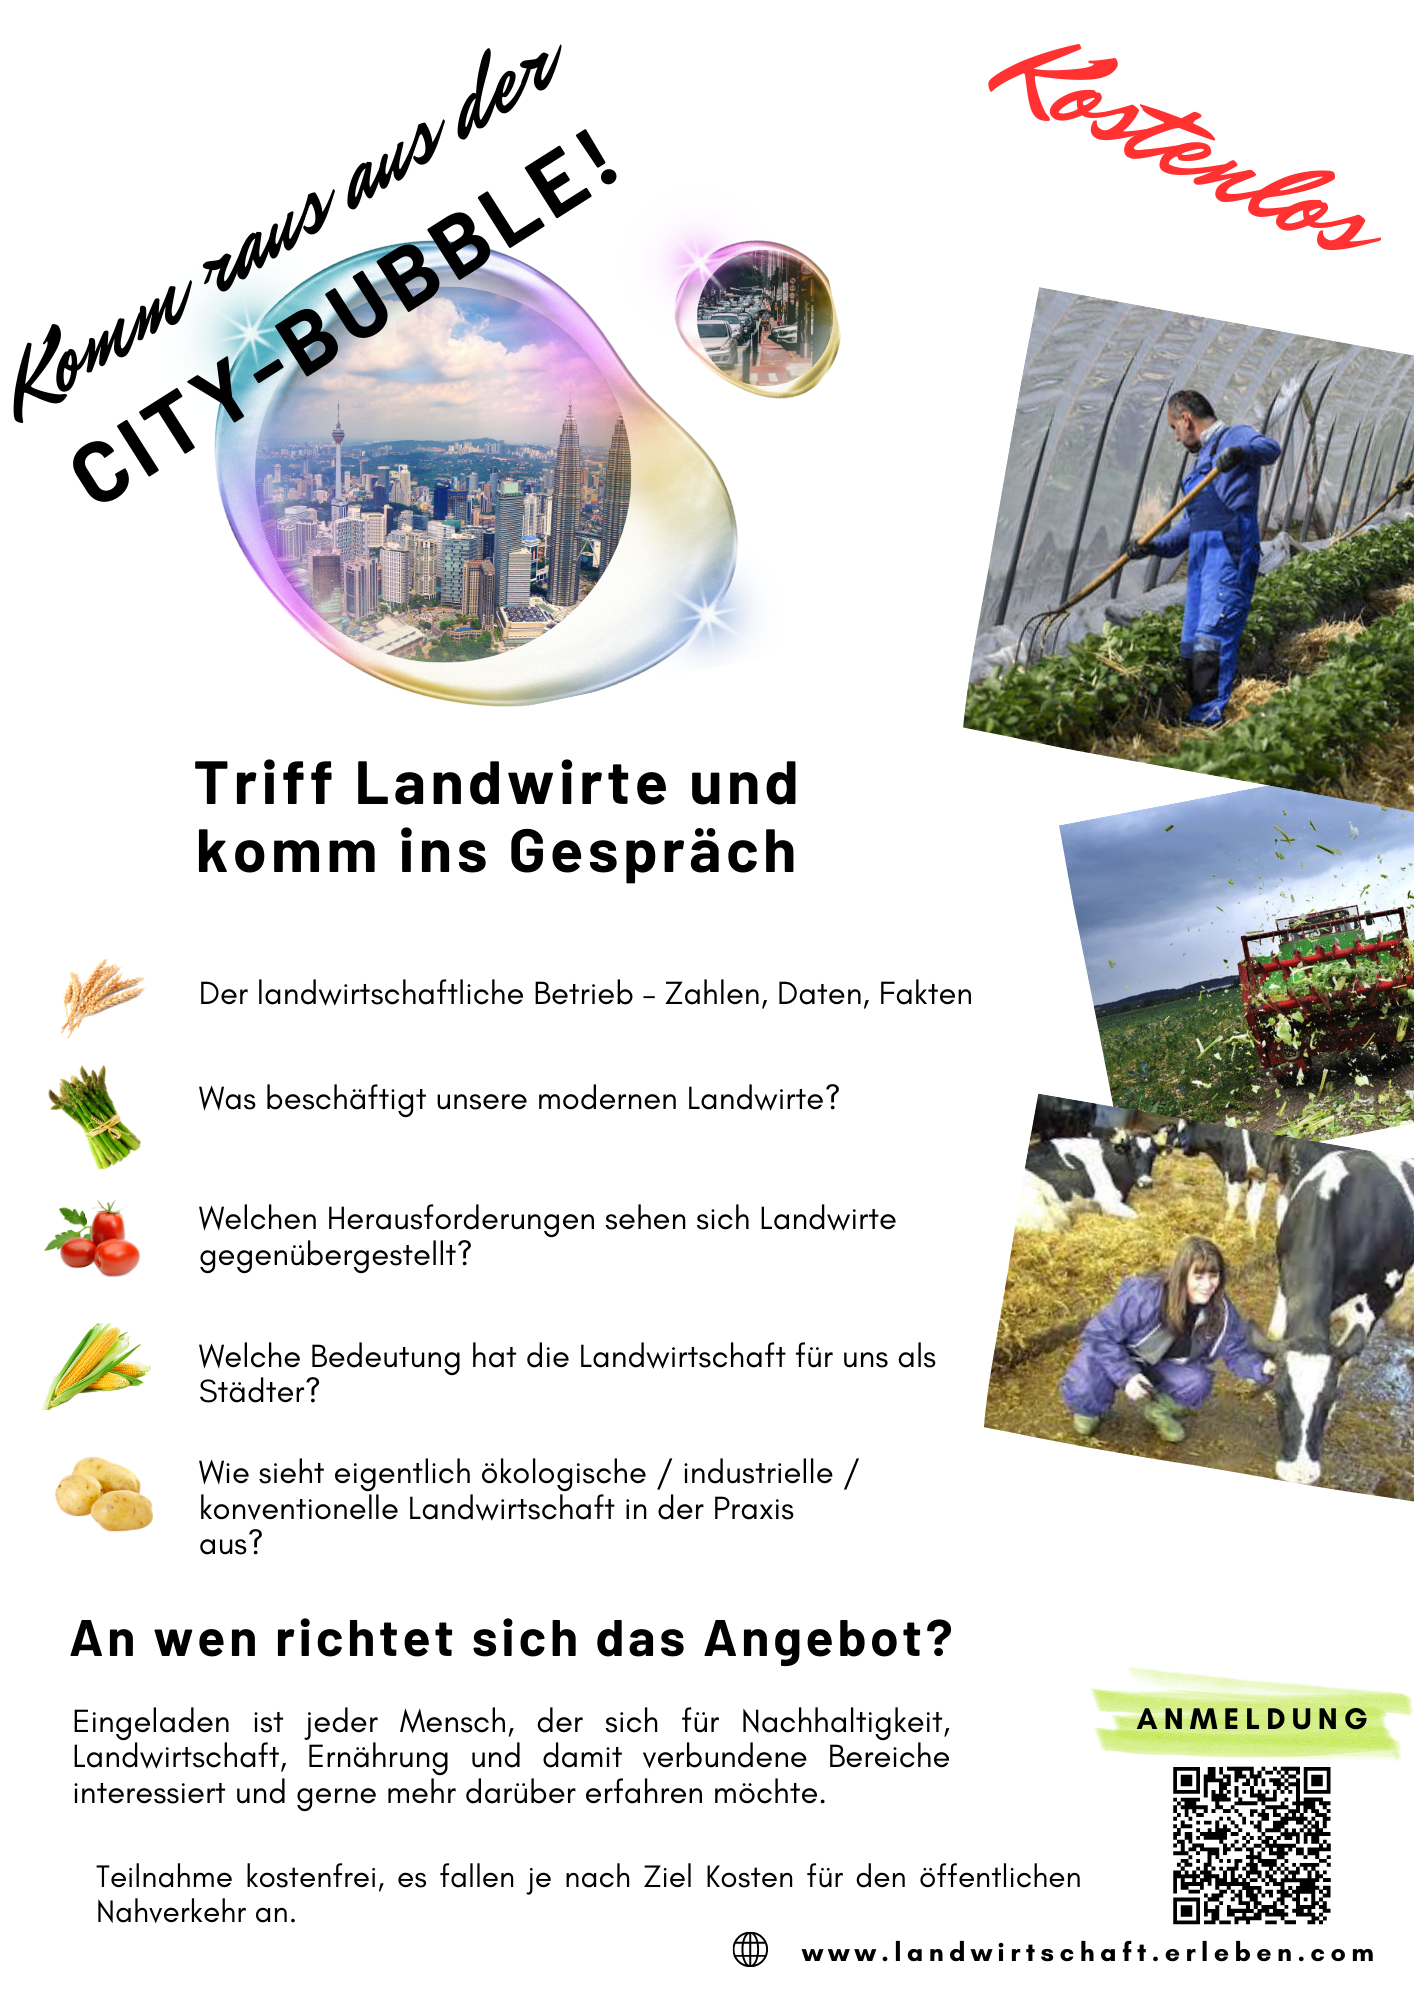 Komm raus aus der
CITY-BUBBLE!
Kostenlos
Triff Landwirte und
komm ins Gespräch
Der landwirtschaftliche Betrieb – Zahlen, Daten, Fakten
Was beschäftigt unsere modernen Landwirte?
Welchen Herausforderungen sehen sich Landwirte
gegenübergestellt?
Welche Bedeutung hat die Landwirtschaft für uns als
Städter?
Wie sieht eigentlich ökologische / industrielle /
konventionelle Landwirtschaft in der Praxis
aus?
An wen richtet sich das Angebot?
Eingeladen ist jeder Mensch, der sich für Nachhaltigkeit,
Landwirtschaft, Ernährung und damit verbundene Bereiche
interessiert und gerne mehr darüber erfahren möchte.
ANMELDUNG
Teilnahme kostenfrei, es fallen je nach Ziel Kosten für den öffentlichen
Nahverkehr an.
www.landwirtschaft.erleben.com